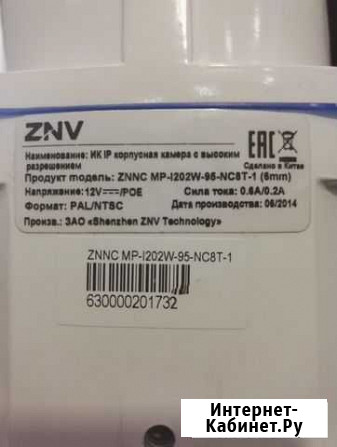 ZNV
EAC
Наименование: ИК IP корпусная камера с высоким
разрешением
Сделано в Китае
Продукт модель: ZNNC MP-I202W-95-NC8T-1 (6mm)
Напряжение:12V⎓/POE Сила тока: 0.6A/0.2A
Формат: PAL/NTSC Дата производства: 06/2014
Произв.: ЗАО «Shenzhen ZNV Technology»
ZNNC MP-I202W-95-NC8T-1
630000201732
Интернет-
Кабинет.Ру